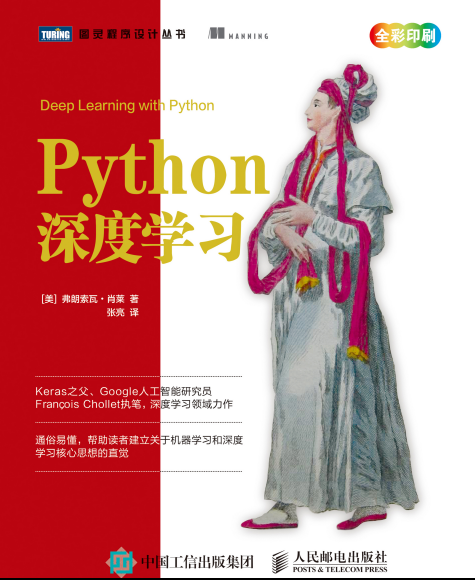 TURING 图灵程序设计丛书 MANNING 全彩印刷
Deep Learning with Python
Python
深度学习
[美] 弗朗索瓦·肖莱 著
张亮 译
Keras之父、Google人工智能研究员
François Chollet执笔，深度学习领域力作
通俗易懂，帮助读者建立关于机器学习和深度
学习核心思想的直觉
中国工信出版集团 人民邮电出版社
POSTS & TELECOM PRESS